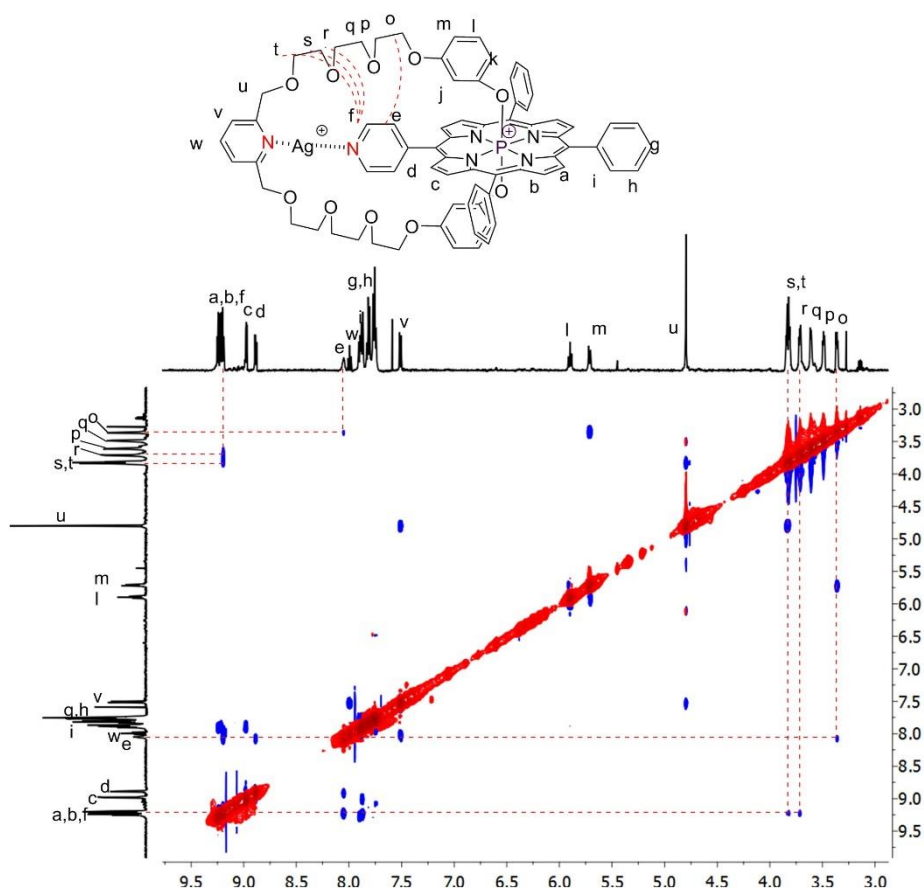 m l
o
p
q
r
s
t
O
O
O
k
j
O
u
O
v
f
e
w
N
Ag
⊕
N
d
N
N
P
⊕
N
N
c
b
a
O
O
g
h
i
O
O
O
O
a,b,f
c
d
e
w
i
g,h
v
l
m
u
s,t
r
q
p
o
o
q
p
r
s,t
u
m
l
v
g,h
i
w
e
d
c
a,b,f
3.0
3.5
4.0
4.5
5.0
5.5
6.0
6.5
7.0
7.5
8.0
8.5
9.0
9.5
9.5 9.0 8.5 8.0 7.5 7.0 6.5 6.0 5.5 5.0 4.5 4.0 3.5 3.0